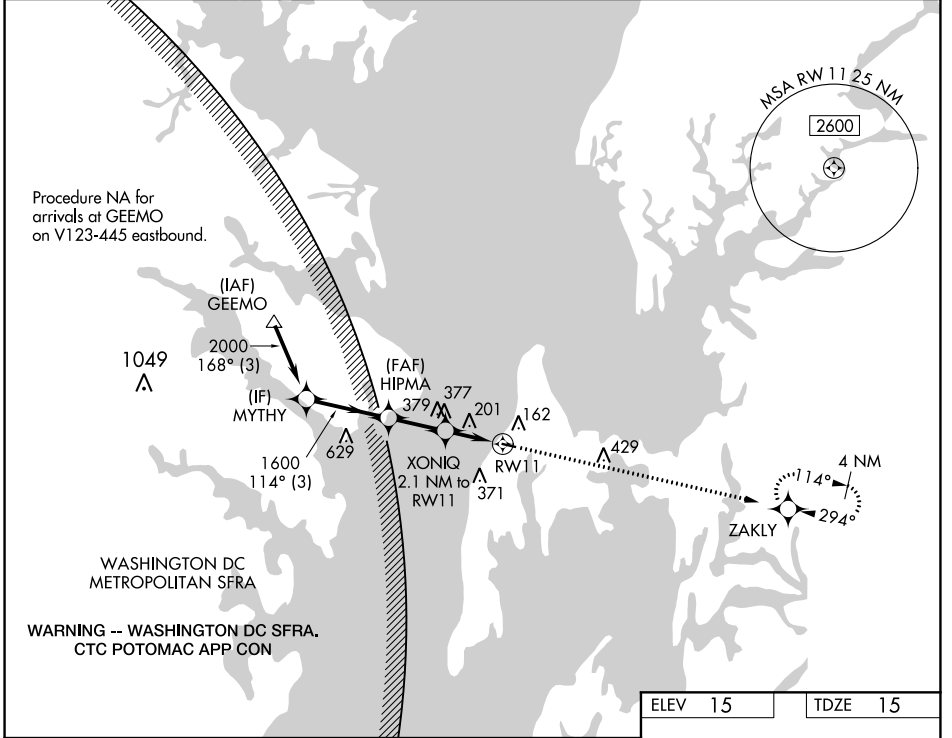 MSA RW 11 25 NM
2600
Procedure NA for
arrivals at GEEMO
on V123-445 eastbound.
(IAF)
GEEMO
2000
168° (3)
1049
(IF)
MYTHY
(FAF)
HIPMA
379
377
201
162
629
1600
114° (3)
XONIQ
2.1 NM to
RW11
371
RW11
429
4 NM
114°
294°
ZAKLY
WASHINGTON DC
METROPOLITAN SFRA
WARNING -- WASHINGTON DC SFRA.
CTC POTOMAC APP CON
ELEV 15
TDZE 15